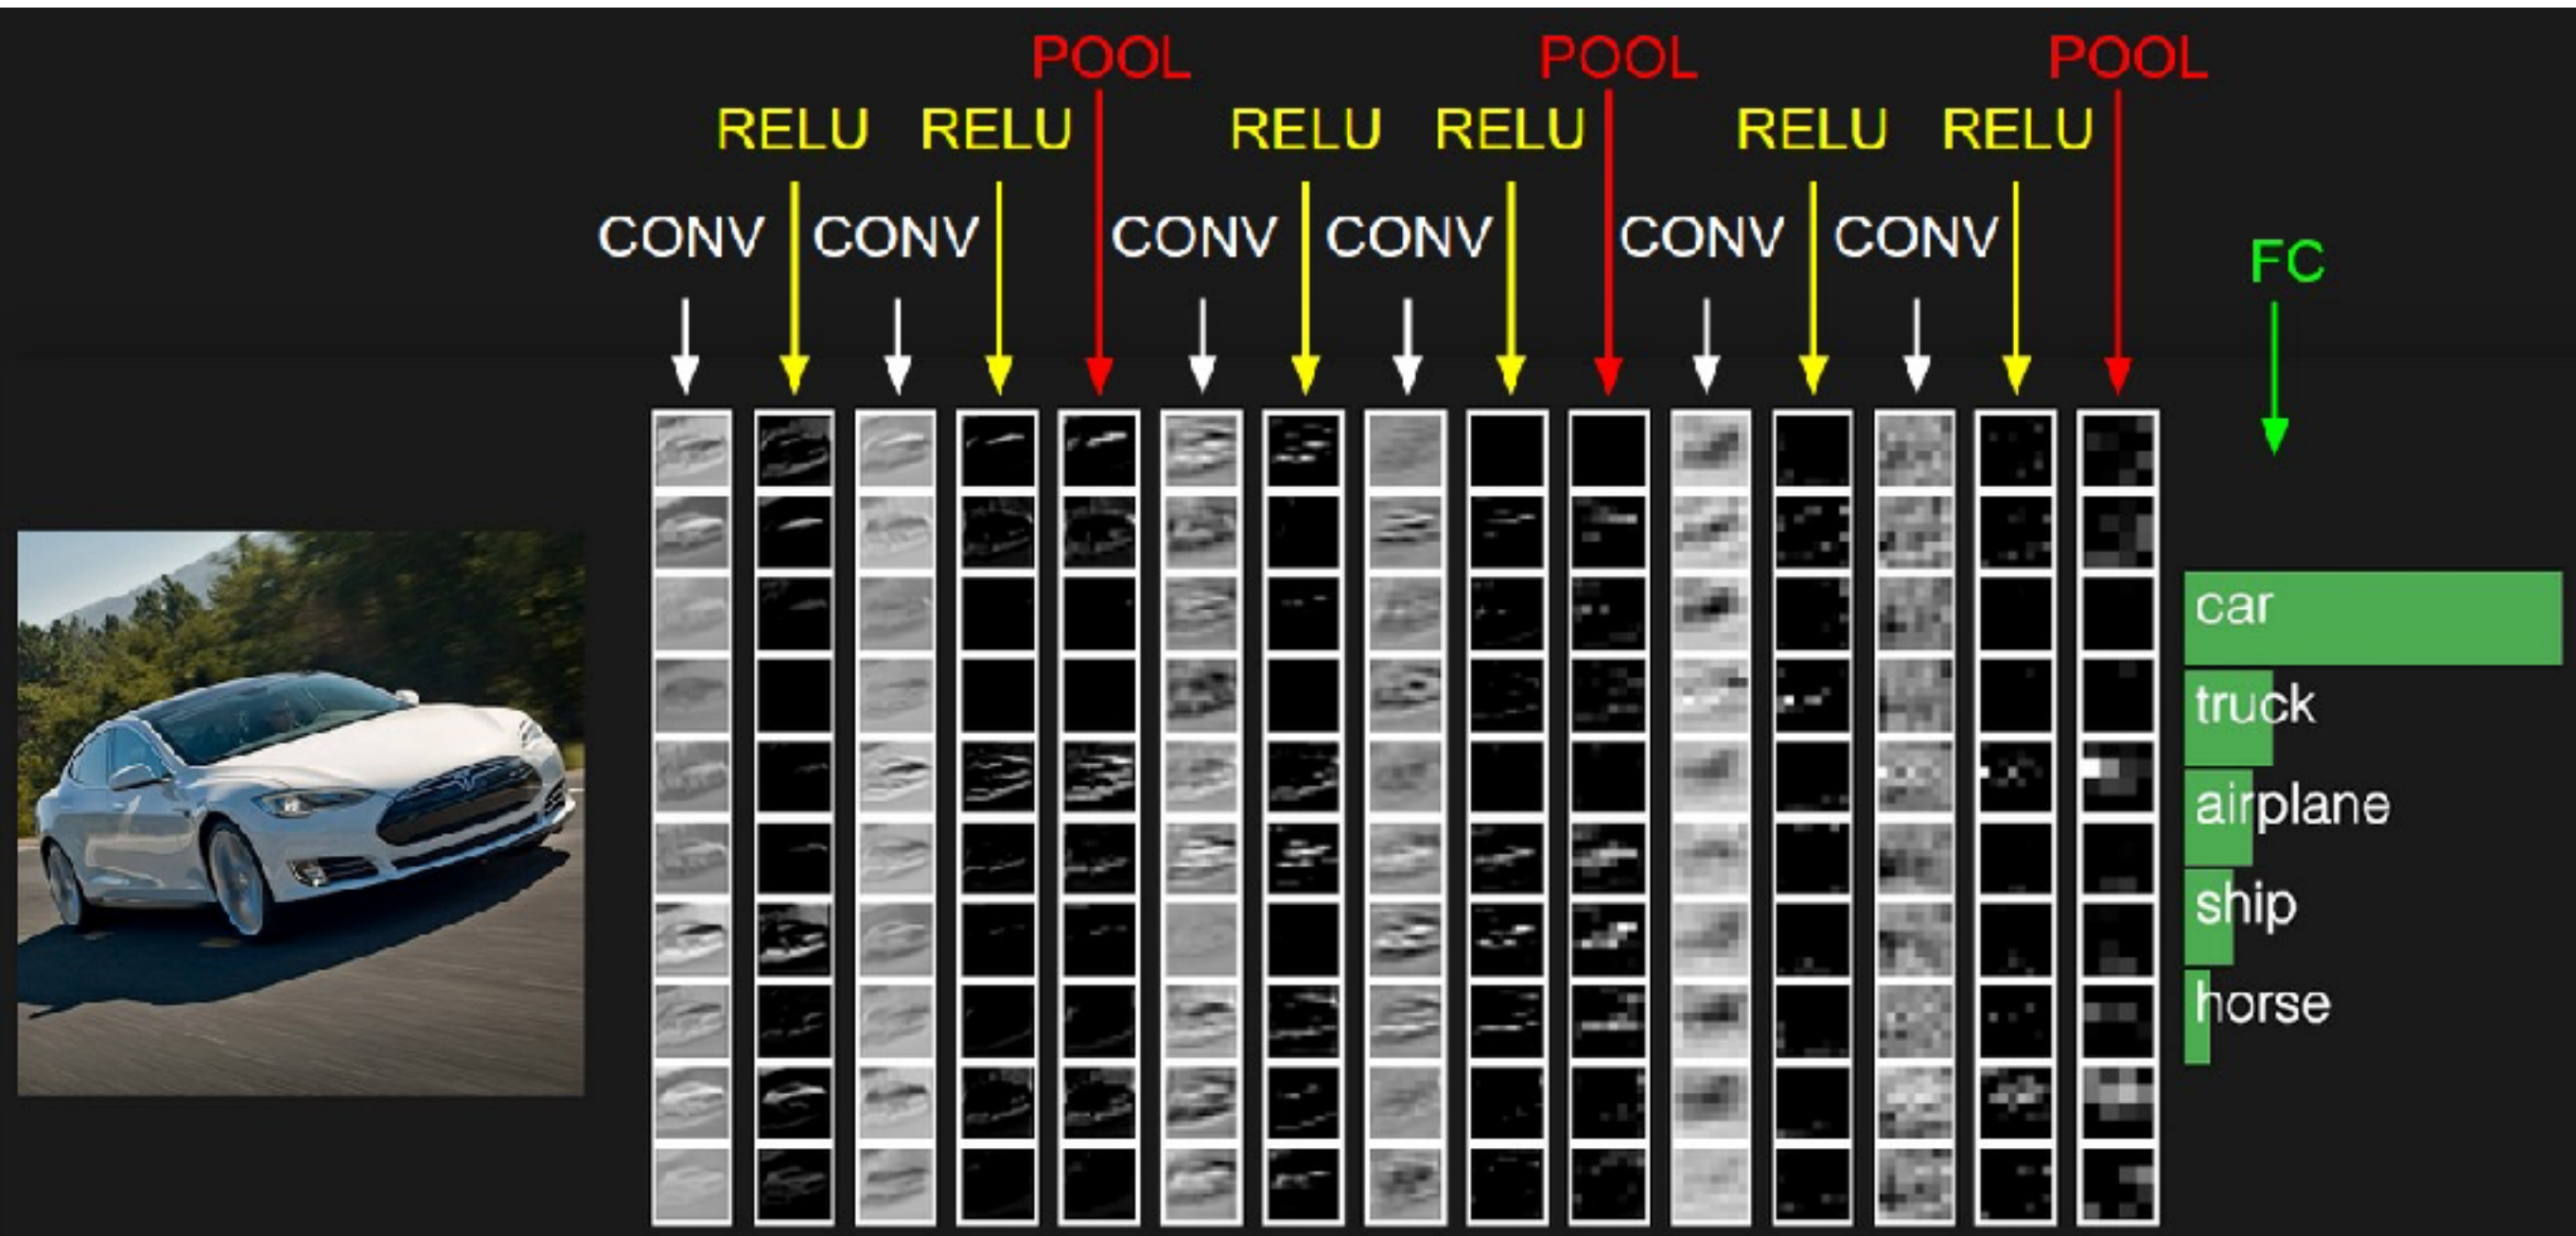 POOL POOL POOL
RELU RELU RELU RELU RELU RELU
CONV CONV CONV CONV CONV CONV
FC
car
truck
airplane
ship
horse